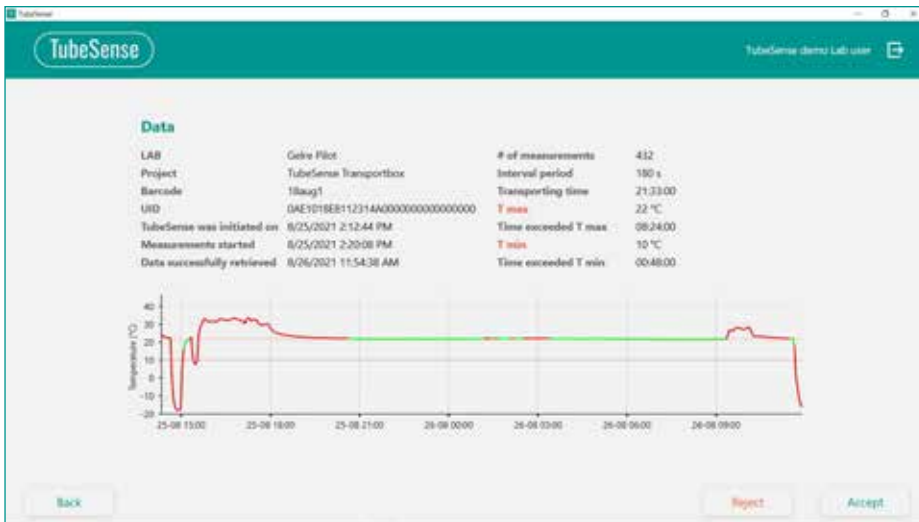 TubeSense
TubeSense
TubeSense demo Lab user
Data
LAB Gelre Pilot
Project TubeSense Transportbox
Barcode 18aug1
UID
TubeSense was initiated on 8/25/2021 2:12:44 PM
Measurements started 8/25/2021 2:20:08 PM
Data successfully retrieved 8/26/2021 11:54:38 AM
# of measurements 432
Interval period 180 s
Transporting time 21:33:00
T max 22 °C
Time exceeded T max 08:24:00
T min 10 °C
Time exceeded T min 00:48:00
Temperature (°C)
40
30
20
10
0
-10
-20
25-08 15:00 25-08 18:00 25-08 21:00 26-08 00:00 26-08 03:00 26-08 06:00 26-08 09:00
Back Reject Accept